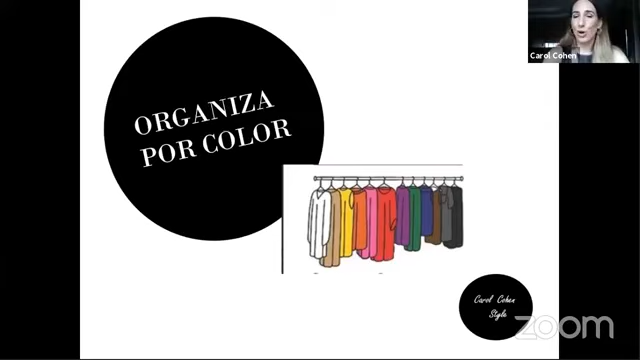 Carol Cohen
ORGANIZA
POR COLOR
Carol Cohen
Style
zoom